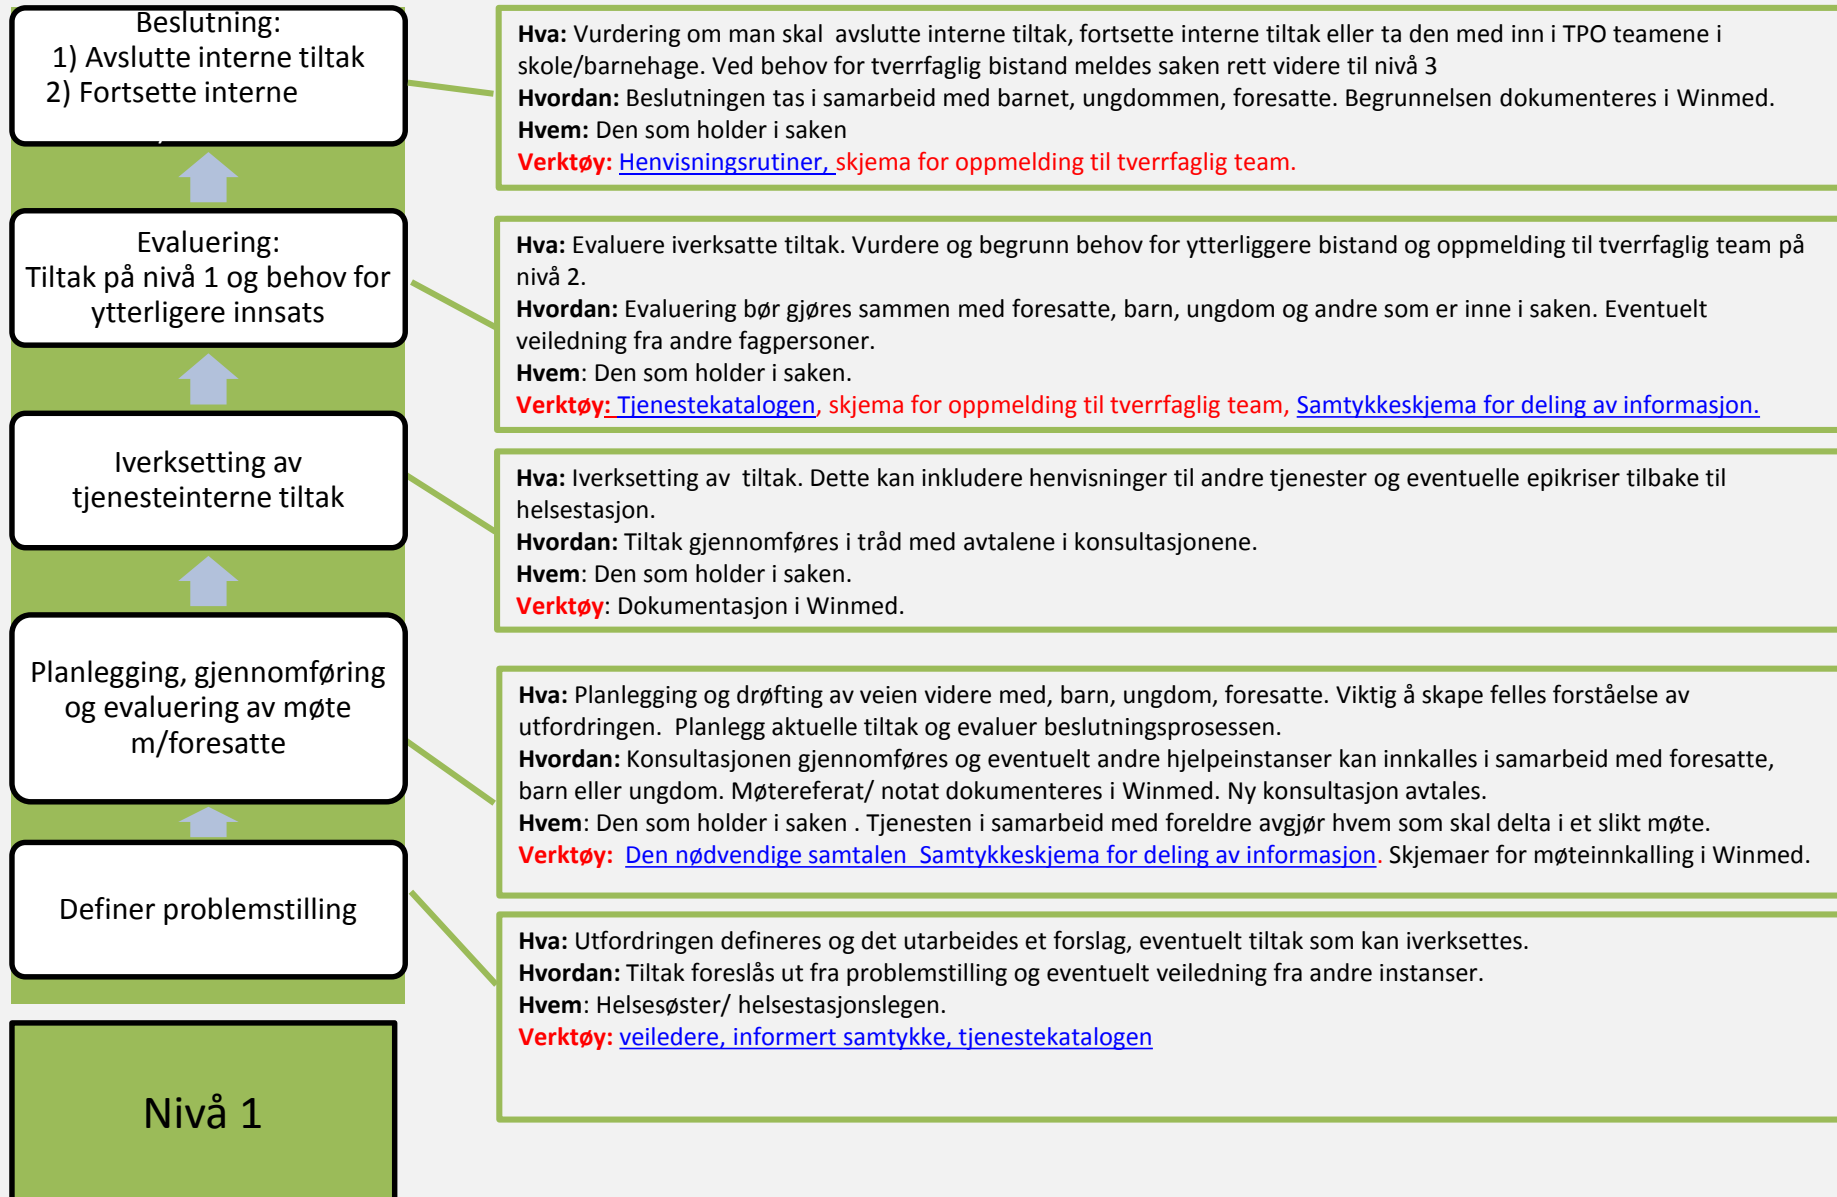 Beslutning:
1) Avslutte interne tiltak
2) Fortsette interne
Hva: Vurdering om man skal  avslutte interne tiltak, fortsette interne tiltak eller ta den med inn i TPO teamene i
skole/barnehage. Ved behov for tverrfaglig bistand meldes saken rett videre til nivå 3
Hvordan: Beslutningen tas i samarbeid med barnet, ungdommen, foresatte. Begrunnelsen dokumenteres i Winmed.
Hvem: Den som holder i saken
Verktøy: Henvisningsrutiner, skjema for oppmelding til tverrfaglig team.
Evaluering:
Tiltak på nivå 1 og behov for
ytterligere innsats
Hva: Evaluere iverksatte tiltak. Vurdere og begrunn behov for ytterliggere bistand og oppmelding til tverrfaglig team på
nivå 2.
Hvordan: Evaluering bør gjøres sammen med foresatte, barn, ungdom og andre som er inne i saken. Eventuelt
veiledning fra andre fagpersoner.
Hvem: Den som holder i saken.
Verktøy: Tjenestekatalogen, skjema for oppmelding til tverrfaglig team, Samtykkeskjema for deling av informasjon.
Iverksetting av
tjenesteinterne tiltak
Hva: Iverksetting av  tiltak. Dette kan inkludere henvisninger til andre tjenester og eventuelle epikriser tilbake til
helsestasjon.
Hvordan: Tiltak gjennomføres i tråd med avtalene i konsultasjonene.
Hvem: Den som holder i saken.
Verktøy: Dokumentasjon i Winmed.
Planlegging, gjennomføring
og evaluering av møte
m/foresatte
Hva: Planlegging og drøfting av veien videre med, barn, ungdom, foresatte. Viktig å skape felles forståelse av
utfordringen.  Planlegg aktuelle tiltak og evaluer beslutningsprosessen.
Hvordan: Konsultasjonen gjennomføres og eventuelt andre hjelpeinstanser kan innkalles i samarbeid med foresatte,
barn eller ungdom. Møtereferat/ notat dokumenteres i Winmed. Ny konsultasjon avtales.
Hvem: Den som holder i saken . Tjenesten i samarbeid med foreldre avgjør hvem som skal delta i et slikt møte.
Verktøy:  Den nødvendige samtalen  Samtykkeskjema for deling av informasjon. Skjemaer for møteinnkalling i Winmed.
Definer problemstilling
Hva: Utfordringen defineres og det utarbeides et forslag, eventuelt tiltak som kan iverksettes.
Hvordan: Tiltak foreslås ut fra problemstilling og eventuelt veiledning fra andre instanser.
Hvem: Helsesøster/ helsestasjonslegen.
Verktøy: veiledere, informert samtykke, tjenestekatalogen
Nivå 1